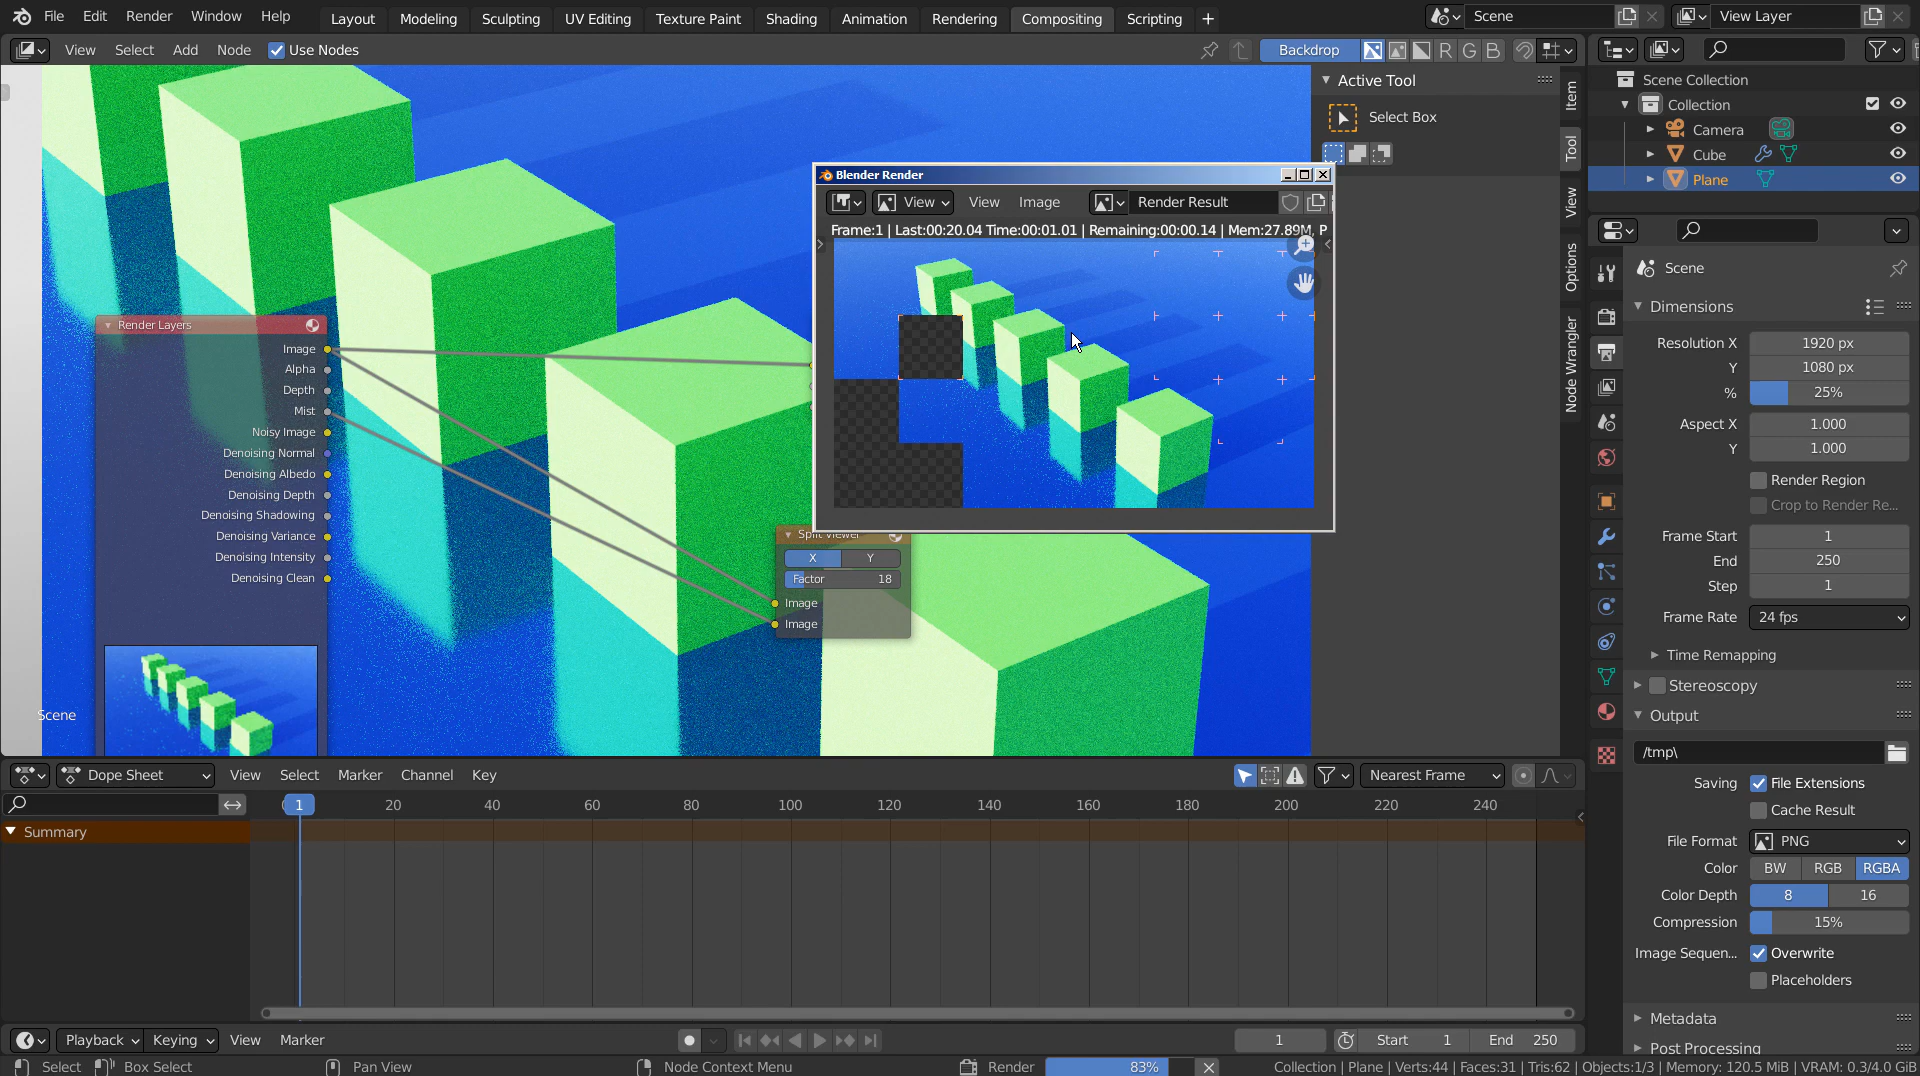 File Edit Render Window Help Layout Modeling Sculpting UV Editing Texture Paint Shading Animation Rendering Compositing Scripting + Scene View Layer
View Select Add Node Use Nodes Backdrop R G B
Active Tool
Select Box
Item
Tool
View
Options
Node Wrangler
Scene Collection
Collection
Camera
Cube
Plane
Blender Render
View View Image Render Result
Frame:1 | Last:00:20.04 Time:00:01.01 | Remaining:00:00.14 | Mem:27.89M, P
Render Layers
Image
Alpha
Depth
Mist
Noisy Image
Denoising Normal
Denoising Albedo
Denoising Depth
Denoising Shadowing
Denoising Variance
Denoising Intensity
Denoising Clean
Scene
Split Viewer
X Y
Factor 18
Image
Image
Scene
Dimensions
Resolution X 1920 px
Y 1080 px
% 25%
Aspect X 1.000
Y 1.000
Render Region
Crop to Render Re...
Frame Start 1
End 250
Step 1
Frame Rate 24 fps
Time Remapping
Stereoscopy
Output
/tmp\
Saving File Extensions
Cache Result
File Format PNG
Color BW RGB RGBA
Color Depth 8 16
Compression 15%
Image Sequen... Overwrite
Placeholders
Metadata
Post Processing
Dope Sheet View Select Marker Channel Key Nearest Frame
1 20 40 60 80 100 120 140 160 180 200 220 240
Summary
Playback Keying View Marker 1 Start 1 End 250
Select Box Select Pan View Node Context Menu Render 83% Collection | Plane | Verts:44 | Faces:31 | Tris:62 | Objects:1/3 | Memory: 120.5 MiB | VRAM: 0.3/4.0 GiB